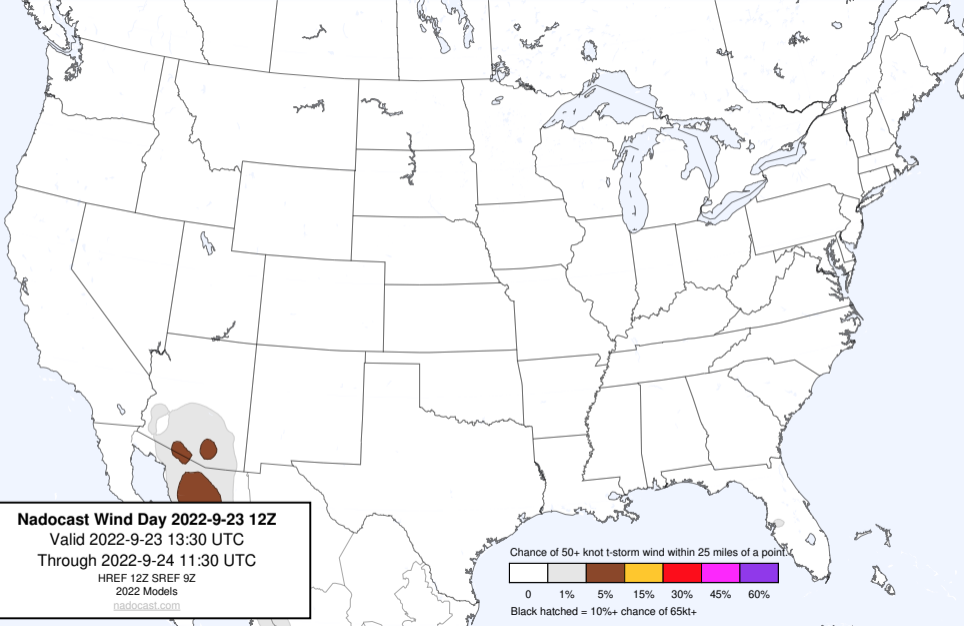 Nadocast Wind Day 2022-9-23 12Z
Valid 2022-9-23 13:30 UTC
Through 2022-9-24 11:30 UTC
HREF 12Z SREF 9Z
2022 Models
nadocast.com
Chance of 50+ knot t-storm wind within 25 miles of a point.
0 1% 5% 15% 30% 45% 60%
Black hatched = 10%+ chance of 65kt+